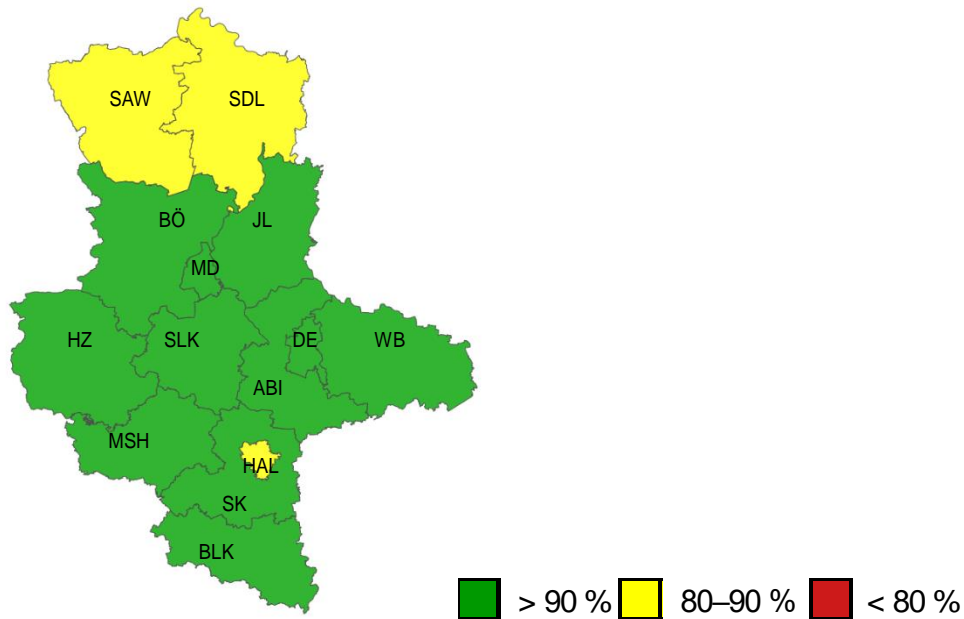 SAW SDL
BÖ JL
MD
HZ SLK DE WB
ABI
MSH
HAL
SK
BLK
> 90 % 80–90 % < 80 %